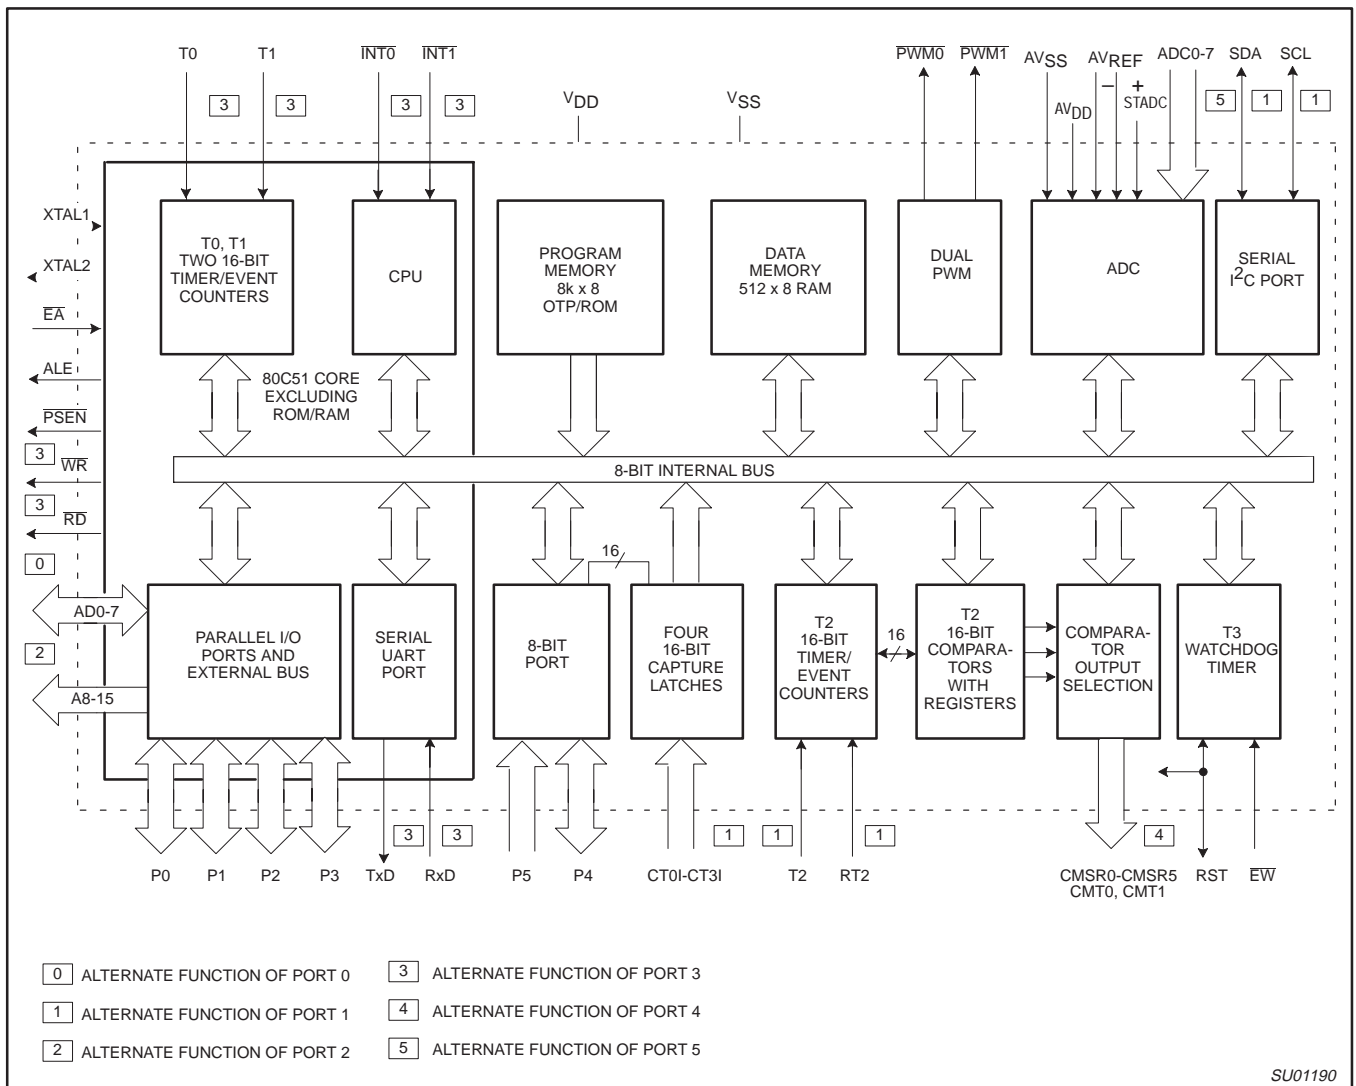 T0 T1 INT0 INT1 PWM0 PWM1 AVSS AVREF ADC0-7 SDA SCL
− + STADC
3 3 3 3 VDD VSS AVDD 5 1 1
XTAL1
XTAL2
EA
ALE
PSEN
3 WR
3 RD
0
AD0-7
2
A8-15
T0, T1
TWO 16-BIT
TIMER/EVENT
COUNTERS
CPU
PROGRAM
MEMORY
8k x 8
OTP/ROM
DATA
MEMORY
512 x 8 RAM
DUAL
PWM
ADC
SERIAL
I2C PORT
80C51 CORE
EXCLUDING
ROM/RAM
8-BIT INTERNAL BUS
PARALLEL I/O
PORTS AND
EXTERNAL BUS
SERIAL
UART
PORT
8-BIT
PORT
16
FOUR
16-BIT
CAPTURE
LATCHES
T2
16-BIT
TIMER/
EVENT
COUNTERS
16
T2
16-BIT
COMPARA-
TORS
WITH
REGISTERS
COMPARA-
TOR
OUTPUT
SELECTION
T3
WATCHDOG
TIMER
3 3 1 1 1 4
P0 P1 P2 P3 TxD RxD P5 P4 CT0I-CT3I T2 RT2 CMSR0-CMSR5 RST EW
CMT0, CMT1
0 ALTERNATE FUNCTION OF PORT 0
1 ALTERNATE FUNCTION OF PORT 1
2 ALTERNATE FUNCTION OF PORT 2
3 ALTERNATE FUNCTION OF PORT 3
4 ALTERNATE FUNCTION OF PORT 4
5 ALTERNATE FUNCTION OF PORT 5
SU01190